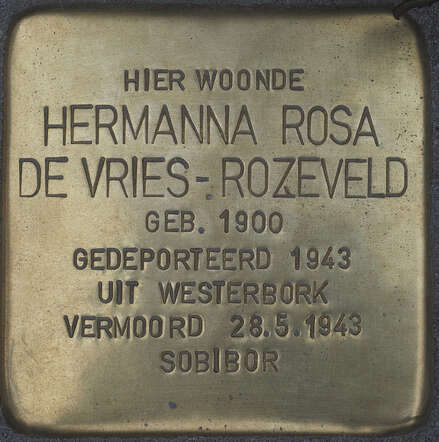 HIER WOONDE
HERMANNA ROSA
DE VRIES-ROZEVELD
GEB. 1900
GEDEPORTEERD 1943
UIT WESTERBORK
VERMOORD 28.5.1943
SOBIBOR